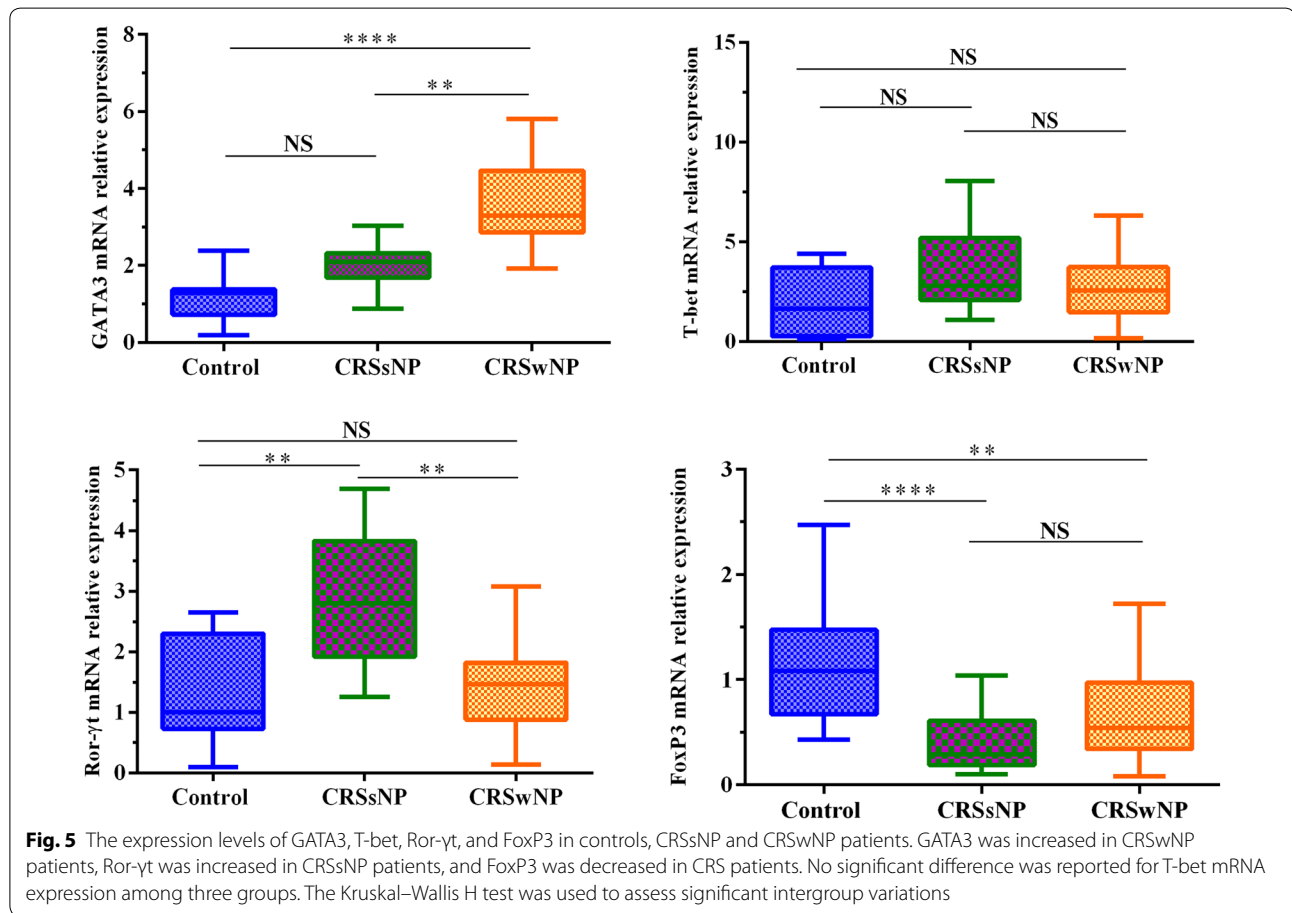 GATA3 mRNA relative expression
8
6
4
2
0
****
**
NS
Control CRSsNP CRSwNP
T-bet mRNA relative expression
15
10
5
0
NS
NS
NS
Control CRSsNP CRSwNP
Ror-γt mRNA relative expression
5
4
3
2
1
0
NS
**
**
Control CRSsNP CRSwNP
FoxP3 mRNA relative expression
3
2
1
0
**
****
NS
Control CRSsNP CRSwNP
Fig. 5 The expression levels of GATA3, T-bet, Ror-γt, and FoxP3 in controls, CRSsNP and CRSwNP patients. GATA3 was increased in CRSwNP
patients, Ror-γt was increased in CRSsNP patients, and FoxP3 was decreased in CRS patients. No significant difference was reported for T-bet mRNA
expression among three groups. The Kruskal–Wallis H test was used to assess significant intergroup variations